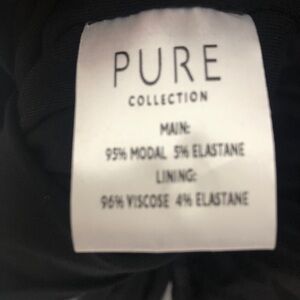 PURE
COLLECTION
MAIN:
95% MODAL 5% ELASTANE
LINING:
96% VISCOSE 4% ELASTANE